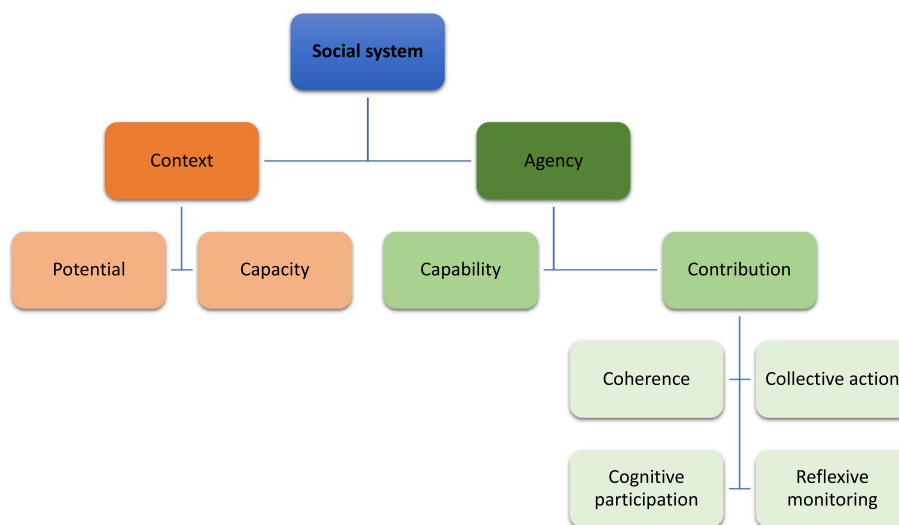 Social system
Context
Agency
Potential
Capacity
Capability
Contribution
Coherence
Collective action
Cognitive
participation
Reflexive
monitoring